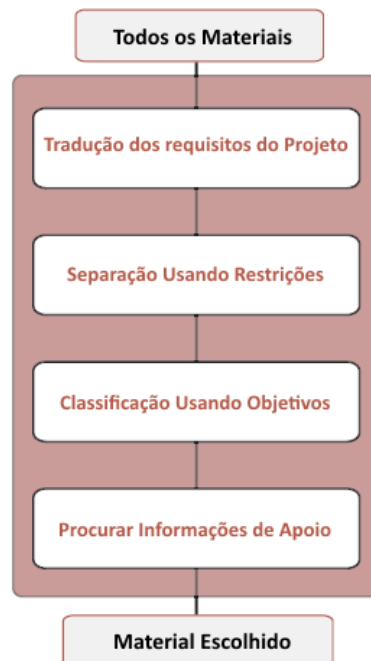 Todos os Materiais
Tradução dos requisitos do Projeto
Separação Usando Restrições
Classificação Usando Objetivos
Procurar Informações de Apoio
Material Escolhido